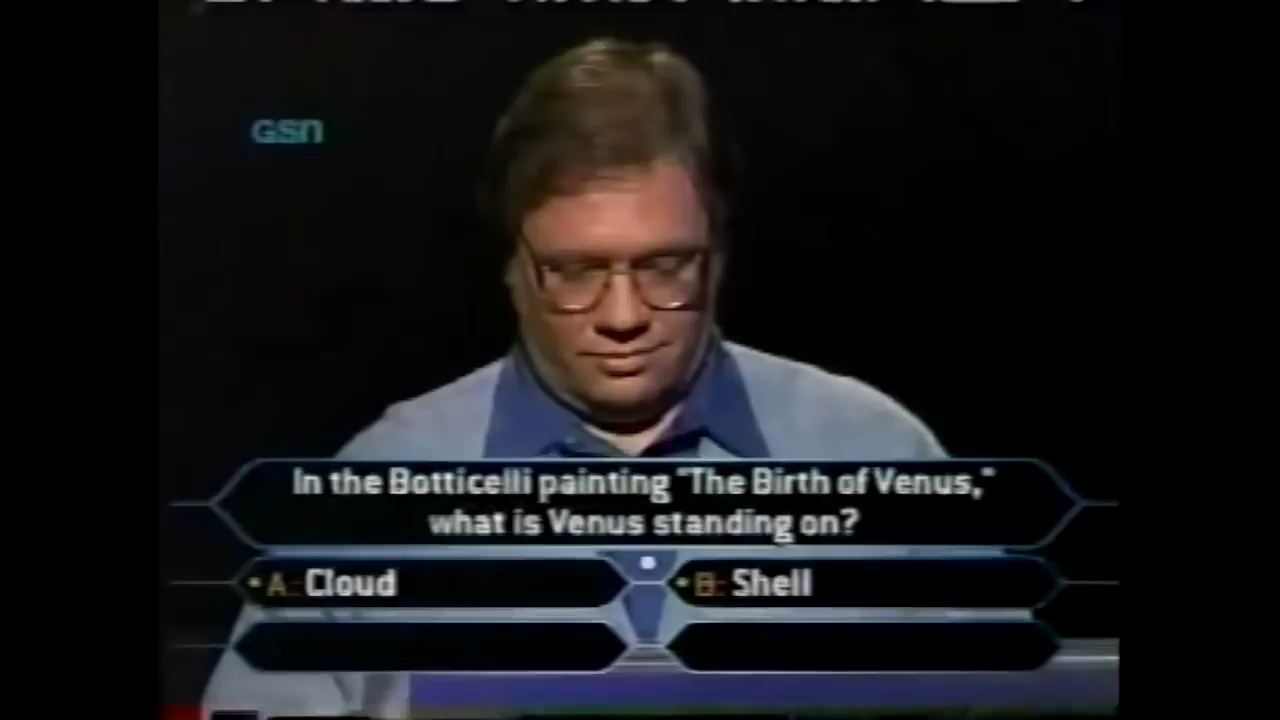 GSN
In the Botticelli painting "The Birth of Venus,"
what is Venus standing on?
A: Cloud
B: Shell